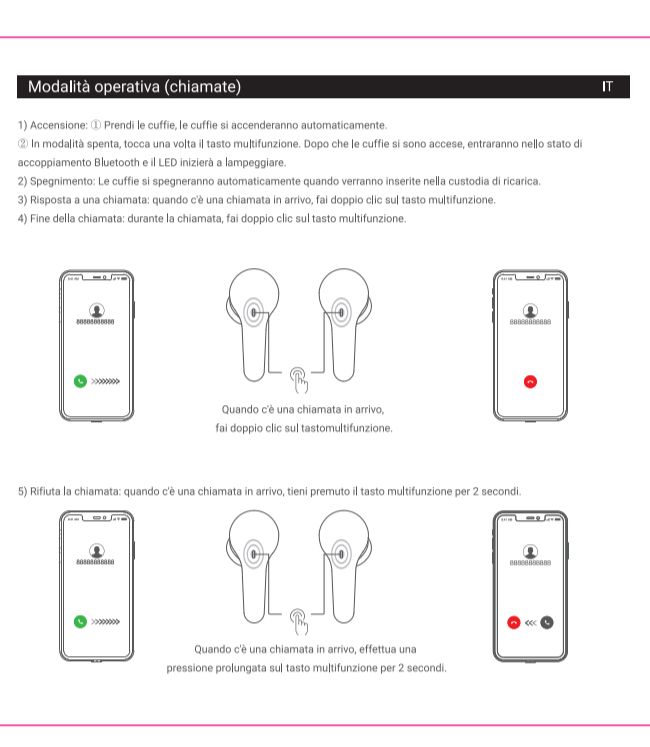 Modalità operativa (chiamate) IT
1) Accensione: ① Prendi le cuffie, le cuffie si accenderanno automaticamente.
② In modalità spenta, tocca una volta il tasto multifunzione. Dopo che le cuffie si sono accese, entraranno nello stato di
accoppiamento Bluetooth e il LED inizierà a lampeggiare.
2) Spegnimento: Le cuffie si spegneranno automaticamente quando verranno inserite nella custodia di ricarica.
3) Risposta a una chiamata: quando c'è una chiamata in arrivo, fai doppio clic sul tasto multifunzione.
4) Fine della chiamata: durante la chiamata, fai doppio clic sul tasto multifunzione.
88888888888
88888888888
Quando c'è una chiamata in arrivo,
fai doppio clic sul tastomultifunzione.
5) Rifiuta la chiamata: quando c'è una chiamata in arrivo, tieni premuto il tasto multifunzione per 2 secondi.
88888888888
88888888888
Quando c'è una chiamata in arrivo, effettua una
pressione prolungata sul tasto multifunzione per 2 secondi.